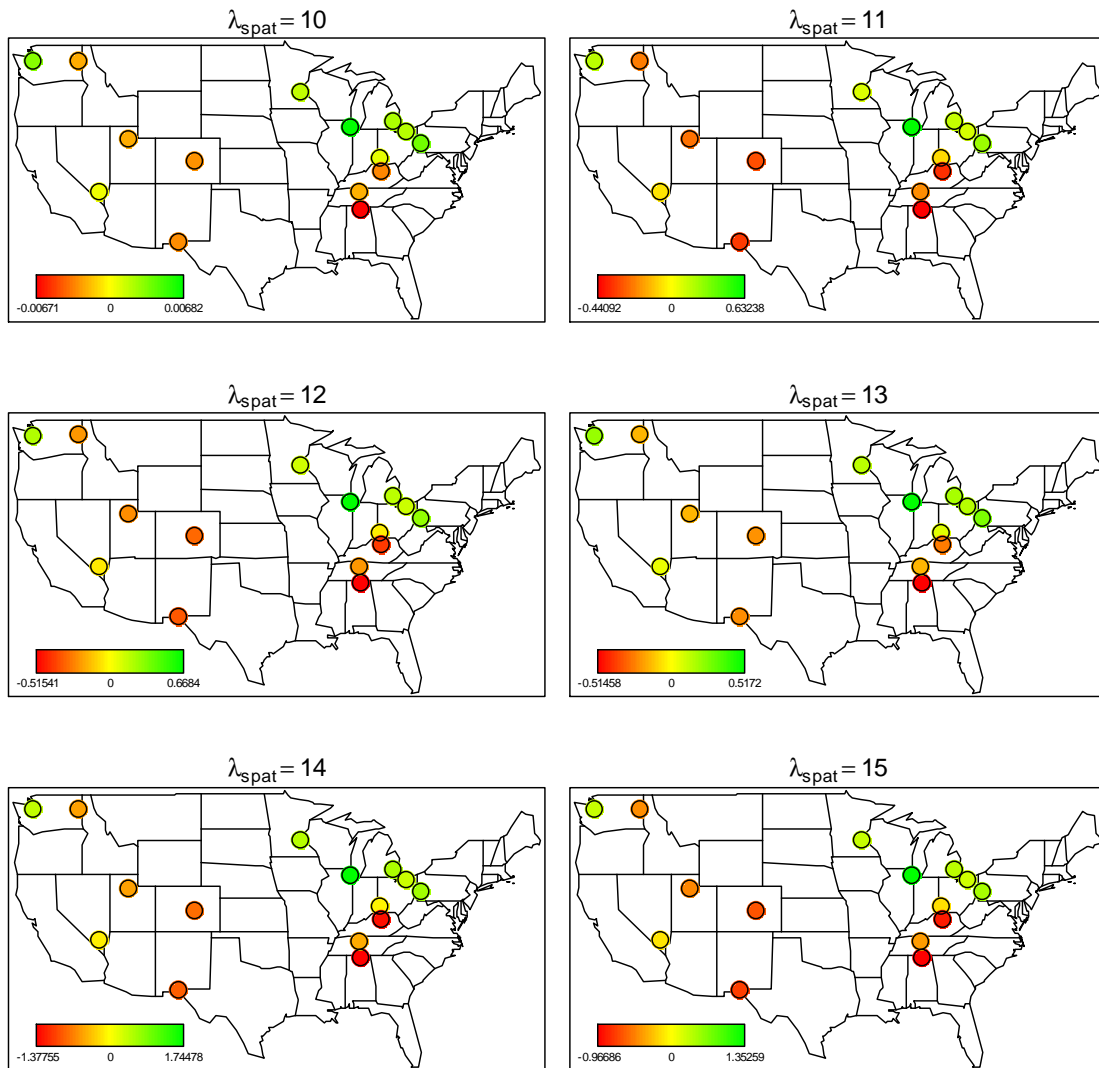 λspat = 10
-0.00671 0 0.00682
λspat = 11
-0.44092 0 0.63238
λspat = 12
-0.51541 0 0.6684
λspat = 13
-0.51458 0 0.5172
λspat = 14
-1.37755 0 1.74478
λspat = 15
-0.96686 0 1.35259